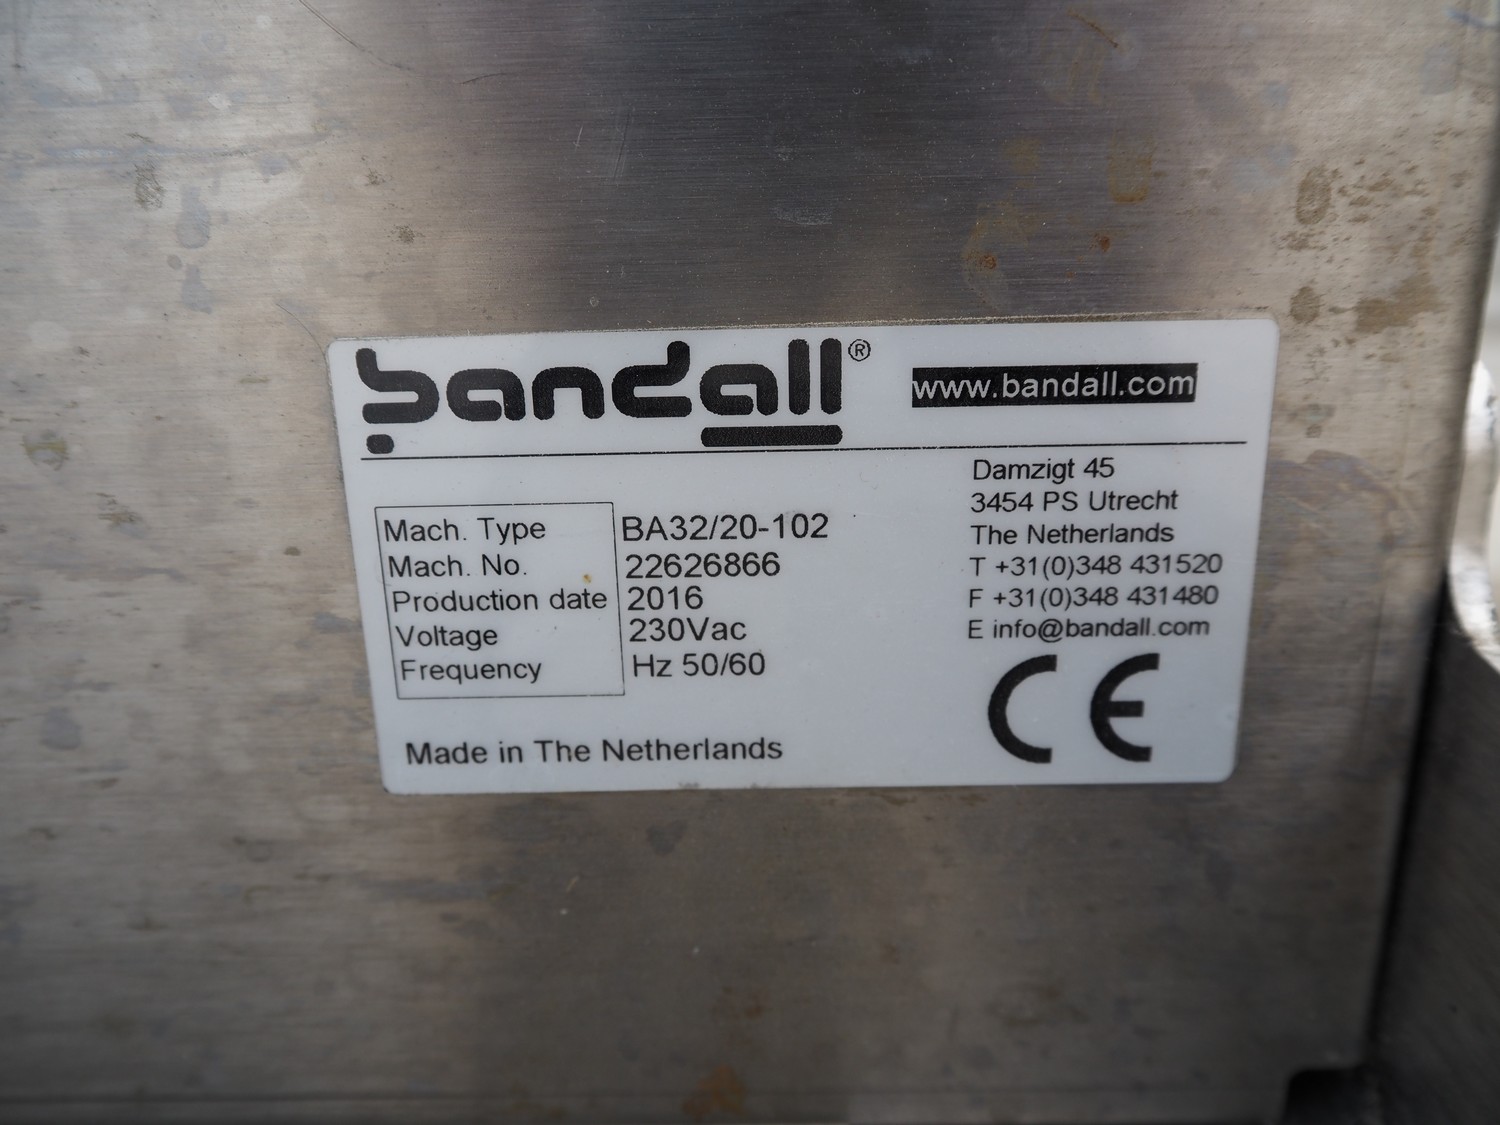 bandall®
www.bandall.com
Damzigt 45
3454 PS Utrecht
The Netherlands
T +31(0)348 431520
F +31(0)348 431480
E info@bandall.com
Mach. Type BA32/20-102
Mach. No. 22626866
Production date 2016
Voltage 230Vac
Frequency Hz 50/60
Made in The Netherlands
CE